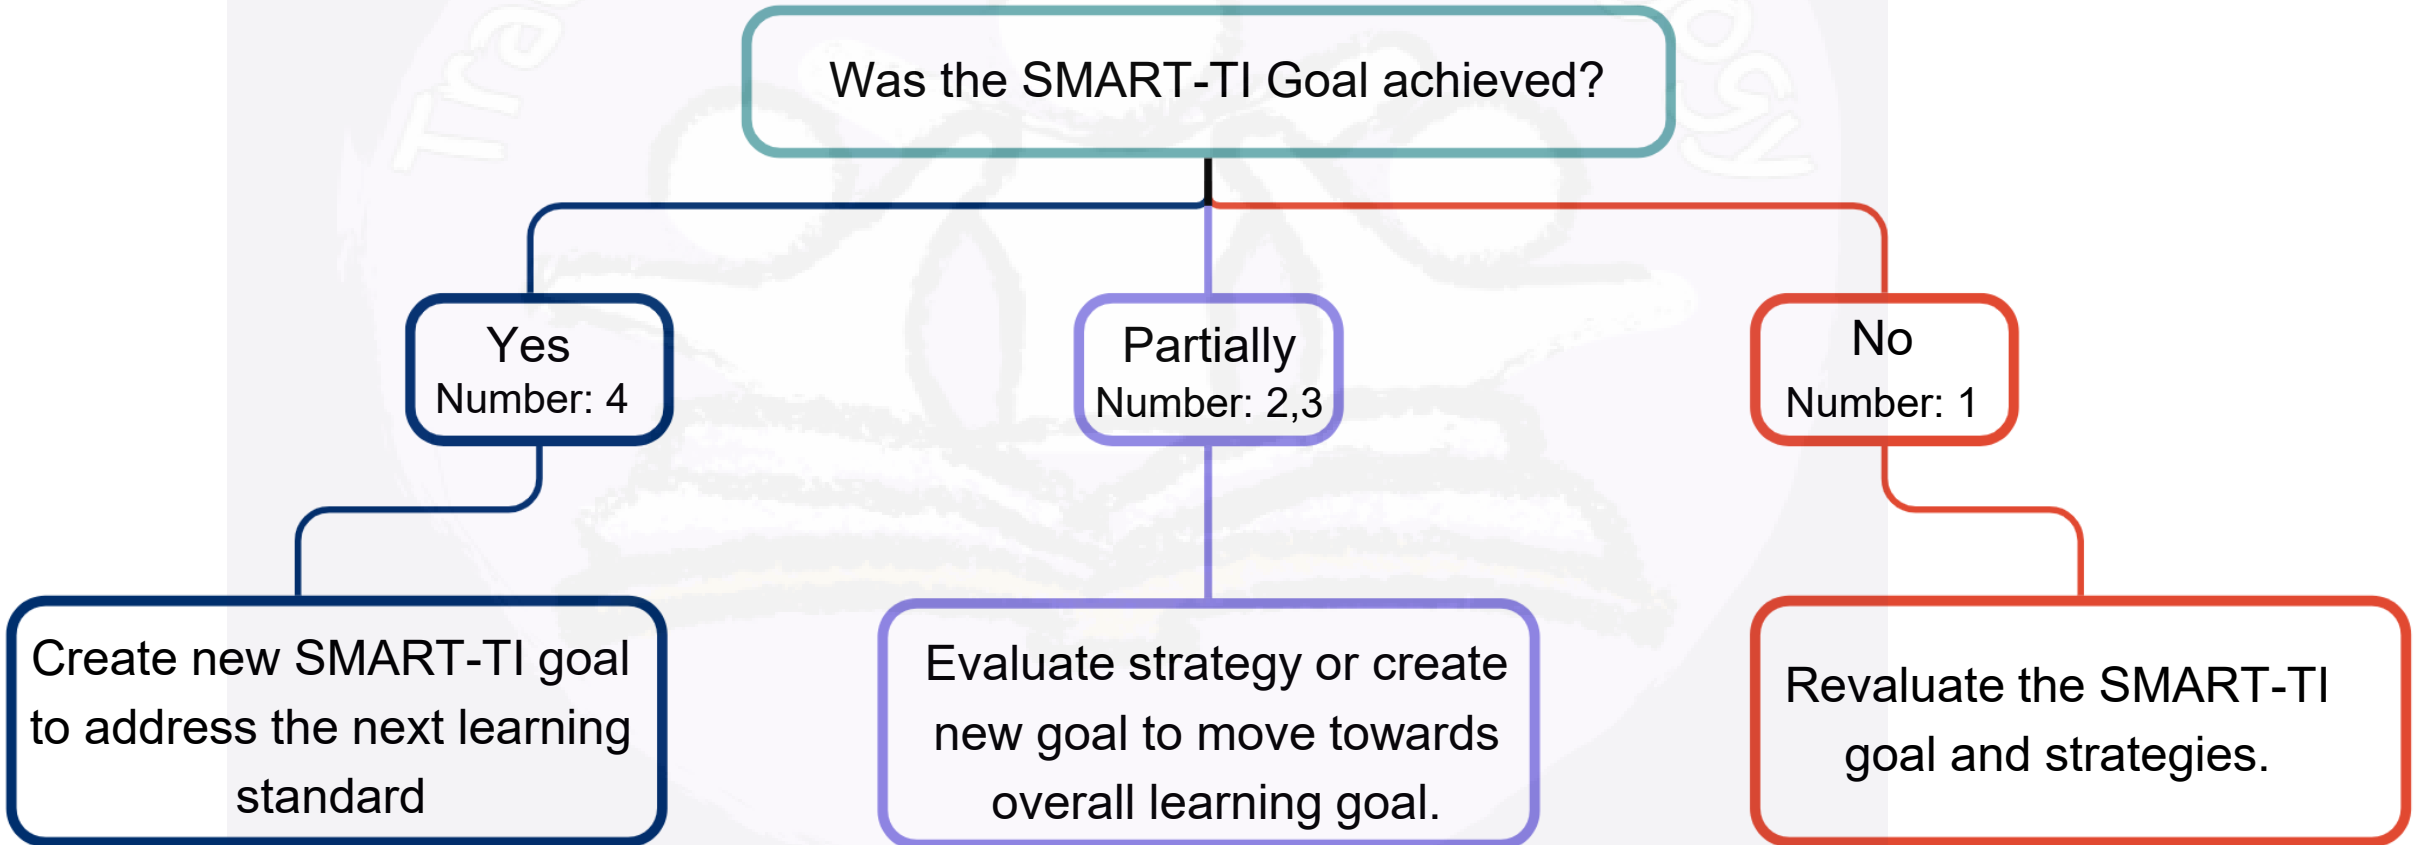 Was the SMART-TI Goal achieved?
Yes
Number: 4
Partially
Number: 2,3
No
Number: 1
Create new SMART-TI goal
to address the next learning
standard
Evaluate strategy or create
new goal to move towards
overall learning goal.
Revaluate the SMART-TI
goal and strategies.